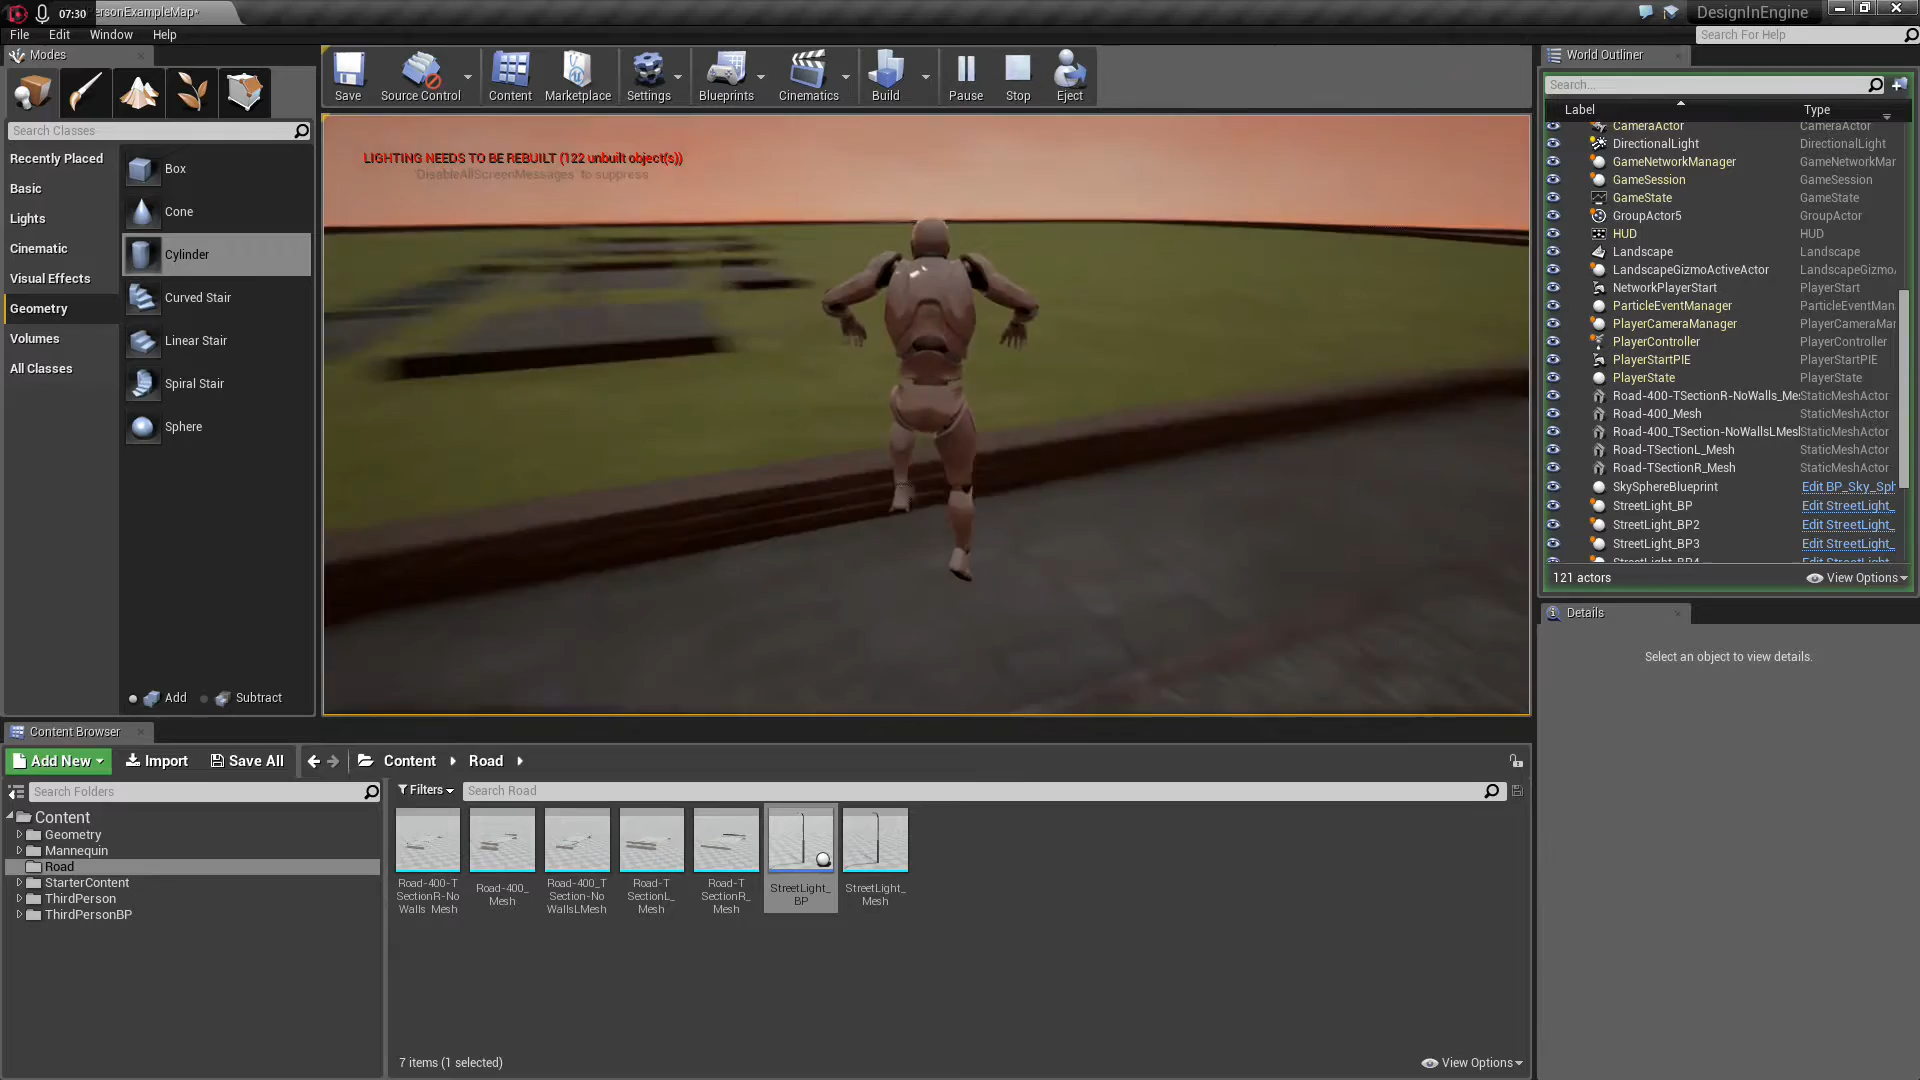 07:30
ersonExampleMap*
DesignInEngine
File Edit Window Help
Search For Help
Modes
Save
Source Control
Content
Marketplace
Settings
Blueprints
Cinematics
Build
Pause
Stop
Eject
Search Classes
Recently Placed
Basic
Lights
Cinematic
Visual Effects
Geometry
Volumes
All Classes
Box
Cone
Cylinder
Curved Stair
Linear Stair
Spiral Stair
Sphere
Add Subtract
LIGHTING NEEDS TO BE REBUILT (122 unbuilt object(s))
'DisableAllScreenMessages' to suppress
World Outliner
Search...
Label Type
CameraActor CameraActor
DirectionalLight DirectionalLight
GameNetworkManager GameNetworkMar
GameSession GameSession
GameState GameState
GroupActor5 GroupActor
HUD HUD
Landscape Landscape
LandscapeGizmoActiveActor LandscapeGizmo
NetworkPlayerStart PlayerStart
ParticleEventManager ParticleEventMan
PlayerCameraManager PlayerCameraMar
PlayerController PlayerController
PlayerStartPIE PlayerStartPIE
PlayerState PlayerState
Road-400-TSectionR-NoWalls_Me StaticMeshActor
Road-400_Mesh StaticMeshActor
Road-400_TSection-NoWallsLMesh StaticMeshActor
Road-TSectionL_Mesh StaticMeshActor
Road-TSectionR_Mesh StaticMeshActor
SkySphereBlueprint Edit BP_Sky_Sph
StreetLight_BP Edit StreetLight_
StreetLight_BP2 Edit StreetLight_
StreetLight_BP3 Edit StreetLight_
StreetLight_BP4 Edit StreetLight_
121 actors View Options
Details
Select an object to view details.
Content Browser
Add New Import Save All Content Road
Search Folders
Filters Search Road
Content
Geometry
Mannequin
Road
StarterContent
ThirdPerson
ThirdPersonBP
Road-400-T
SectionR-No
Walls_Mesh
Road-400_
Mesh
Road-400_T
Section-No
WallsLMesh
Road-T
SectionL_
Mesh
Road-T
SectionR_
Mesh
StreetLight_
BP
StreetLight_
Mesh
7 items (1 selected)
View Options